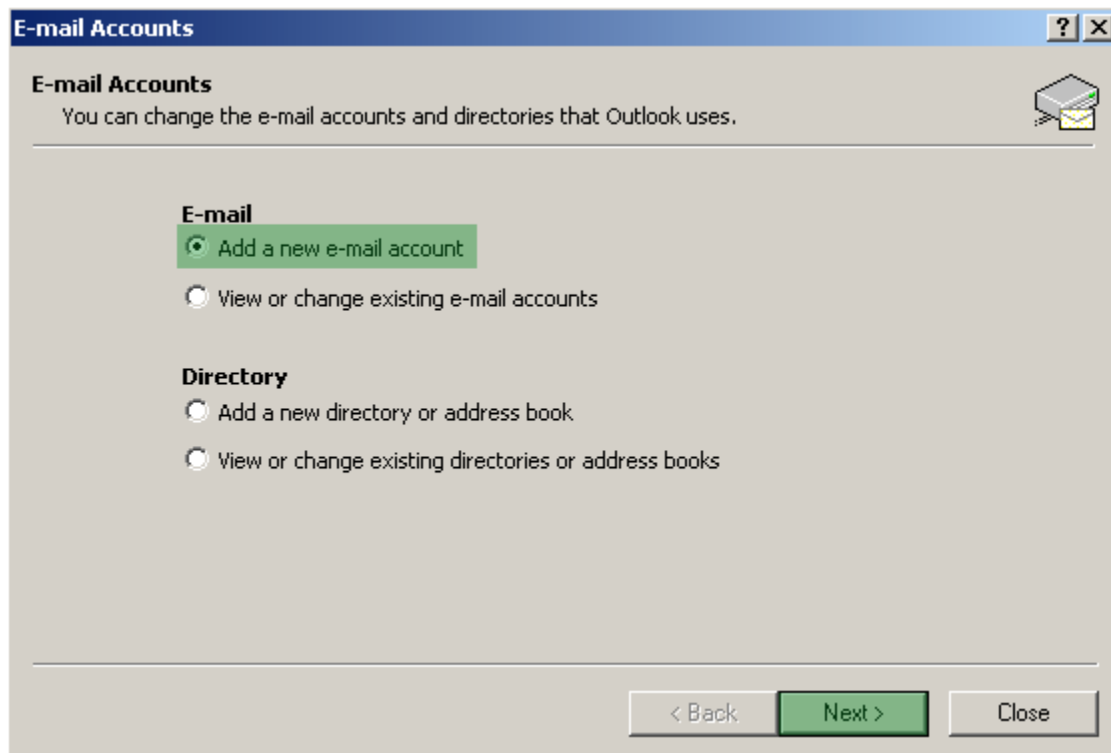 E-mail Accounts
E-mail Accounts
You can change the e-mail accounts and directories that Outlook uses.
E-mail
Add a new e-mail account
View or change existing e-mail accounts
Directory
Add a new directory or address book
View or change existing directories or address books
< Back Next > Close